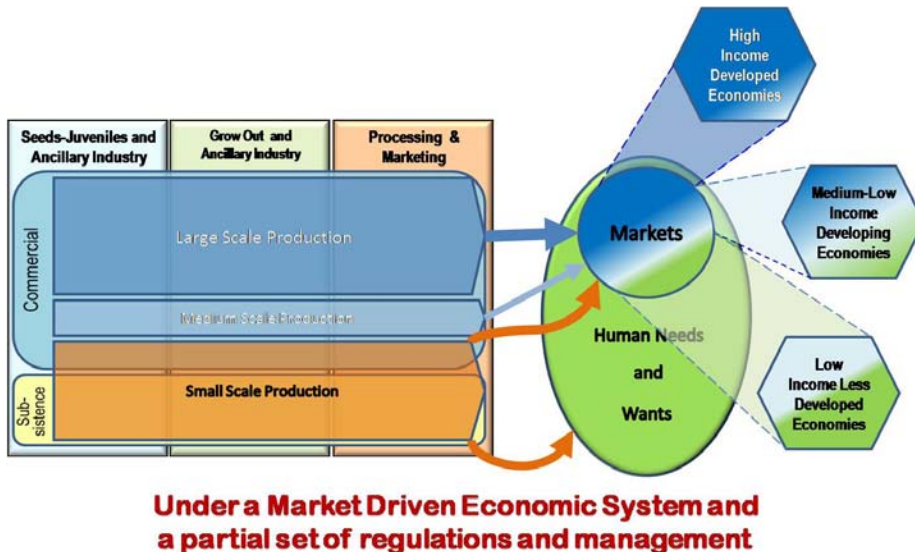 High
Income
Developed
Economies
Seeds-Juveniles and
Ancillary Industry
Grow Out and
Ancillary Industry
Processing &
Marketing
Commercial
Large Scale Production
Medium Scale Production
Sub-
sistence
Small Scale Production
Markets
Human Needs
and
Wants
Medium-Low
Income
Developing
Economies
Low
Income Less
Developed
Economies
Under a Market Driven Economic System and
a partial set of regulations and management